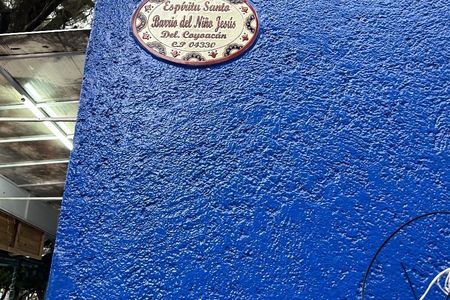 Espíritu Santo
Barrio del Niño Jesús
Del. Coyoacán
C.P 04330